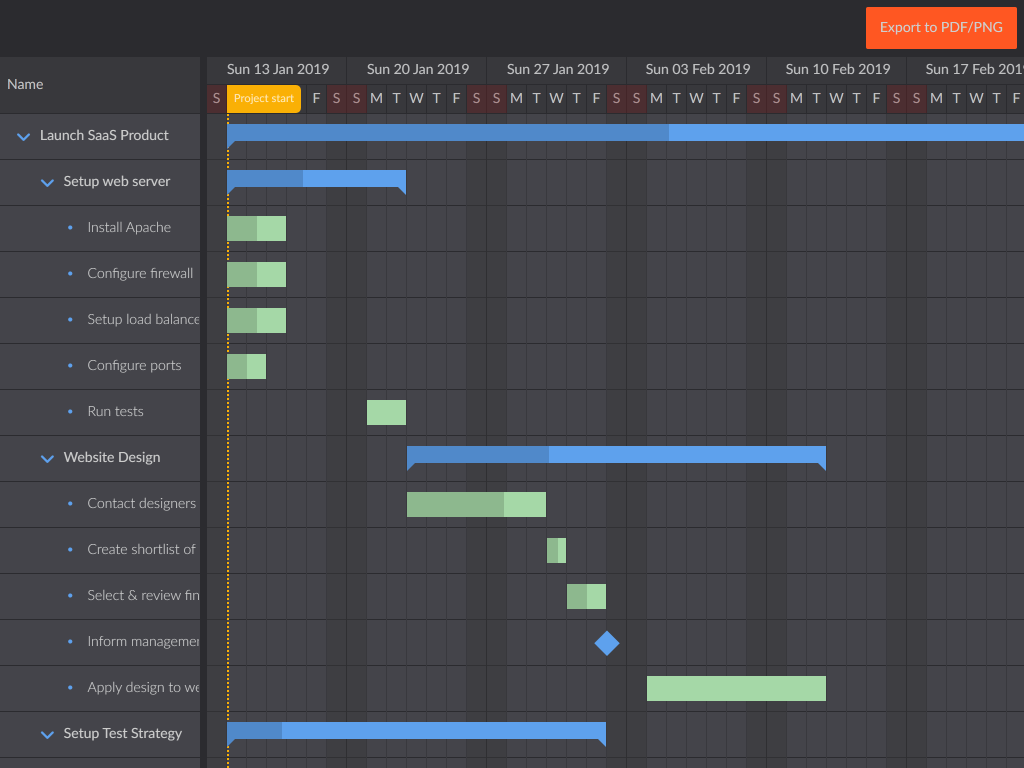 Export to PDF/PNG
Name
Sun 13 Jan 2019 Sun 20 Jan 2019 Sun 27 Jan 2019 Sun 03 Feb 2019 Sun 10 Feb 2019 Sun 17 Feb 2019
S Project start F S S M T W T F S S M T W T F S S M T W T F S S M T W T F S S M T W T F
Launch SaaS Product
Setup web server
Install Apache
Configure firewall
Setup load balance
Configure ports
Run tests
Website Design
Contact designers
Create shortlist of
Select & review fin
Inform managemen
Apply design to we
Setup Test Strategy